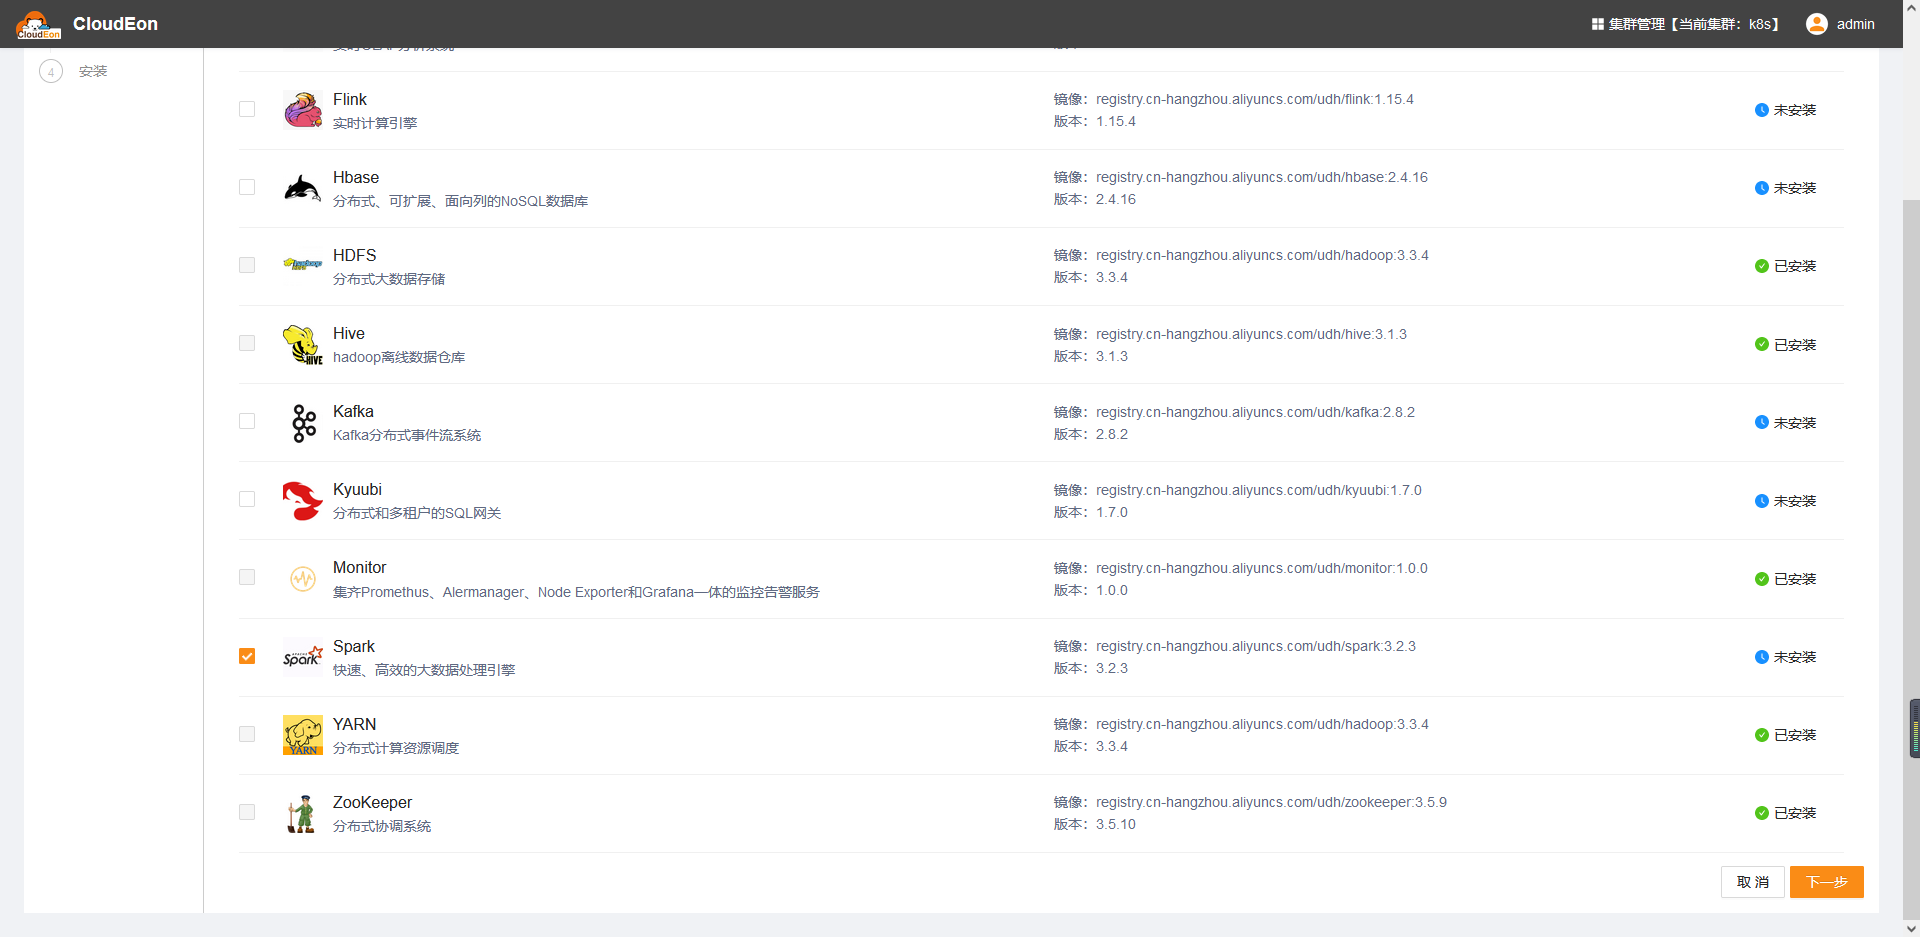 CloudEon
CloudEon
集群管理【当前集群：k8s】
admin
4
安装
Flink
实时计算引擎
镜像：registry.cn-hangzhou.aliyuncs.com/udh/flink:1.15.4
版本：1.15.4
未安装
Hbase
分布式、可扩展、面向列的NoSQL数据库
镜像：registry.cn-hangzhou.aliyuncs.com/udh/hbase:2.4.16
版本：2.4.16
未安装
HDFS
分布式大数据存储
镜像：registry.cn-hangzhou.aliyuncs.com/udh/hadoop:3.3.4
版本：3.3.4
已安装
HIVE
Hive
hadoop离线数据仓库
镜像：registry.cn-hangzhou.aliyuncs.com/udh/hive:3.1.3
版本：3.1.3
已安装
Kafka
Kafka分布式事件流系统
镜像：registry.cn-hangzhou.aliyuncs.com/udh/kafka:2.8.2
版本：2.8.2
未安装
Kyuubi
分布式和多租户的SQL网关
镜像：registry.cn-hangzhou.aliyuncs.com/udh/kyuubi:1.7.0
版本：1.7.0
未安装
Monitor
集齐Promethus、Alermanager、Node Exporter和Grafana一体的监控告警服务
镜像：registry.cn-hangzhou.aliyuncs.com/udh/monitor:1.0.0
版本：1.0.0
已安装
Spark
Spark
快速、高效的大数据处理引擎
镜像：registry.cn-hangzhou.aliyuncs.com/udh/spark:3.2.3
版本：3.2.3
未安装
YARN
YARN
分布式计算资源调度
镜像：registry.cn-hangzhou.aliyuncs.com/udh/hadoop:3.3.4
版本：3.3.4
已安装
ZooKeeper
分布式协调系统
镜像：registry.cn-hangzhou.aliyuncs.com/udh/zookeeper:3.5.9
版本：3.5.10
已安装
取 消
下一步